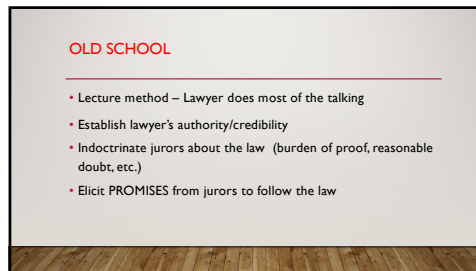 OLD SCHOOL
• Lecture method – Lawyer does most of the talking
• Establish lawyer's authority/credibility
• Indoctrinate jurors about the law (burden of proof, reasonable
doubt, etc.)
• Elicit PROMISES from jurors to follow the law